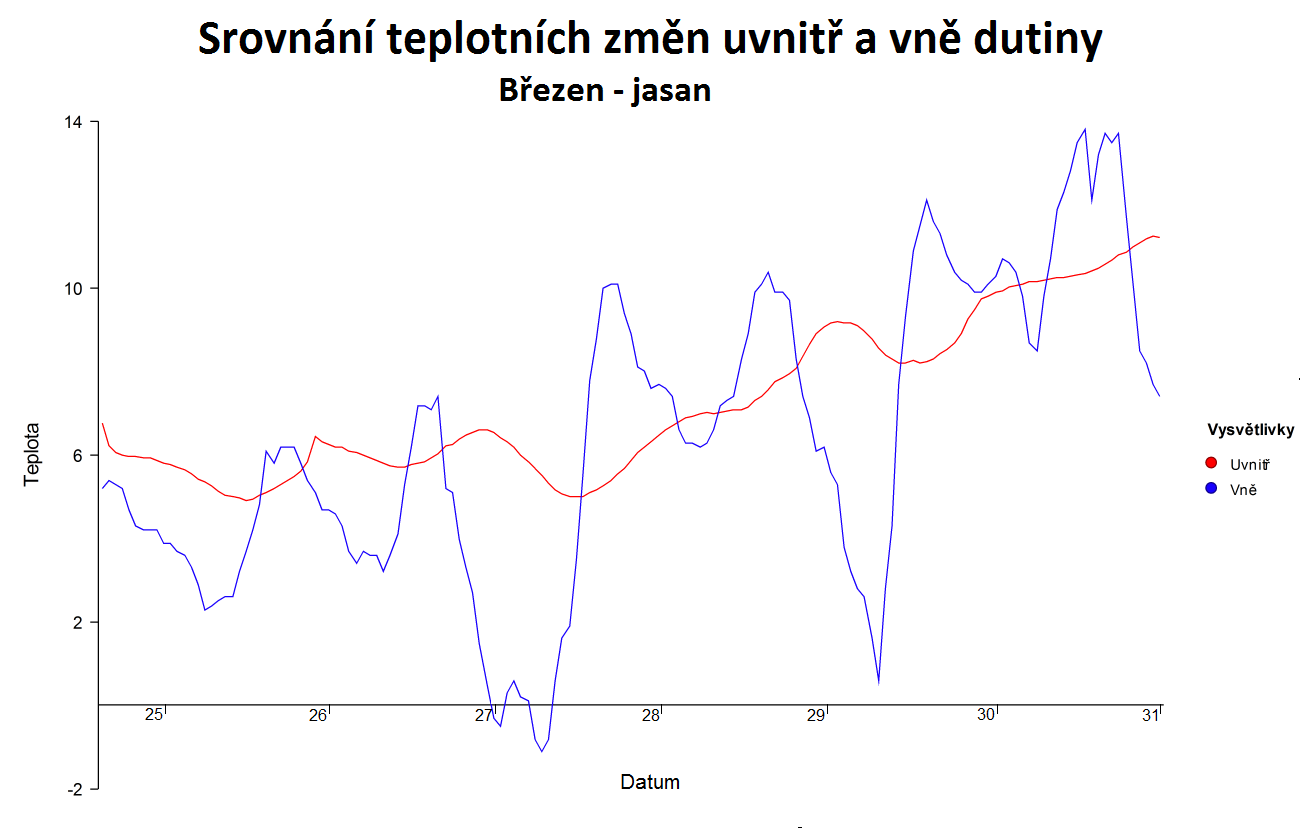 Srovnání teplotních změn uvnitř a vně dutiny
Březen - jasan
14
10
6
2
-2
Teplota
25 26 27 28 29 30 31
Datum
Vysvětlivky
Uvnitř
Vně